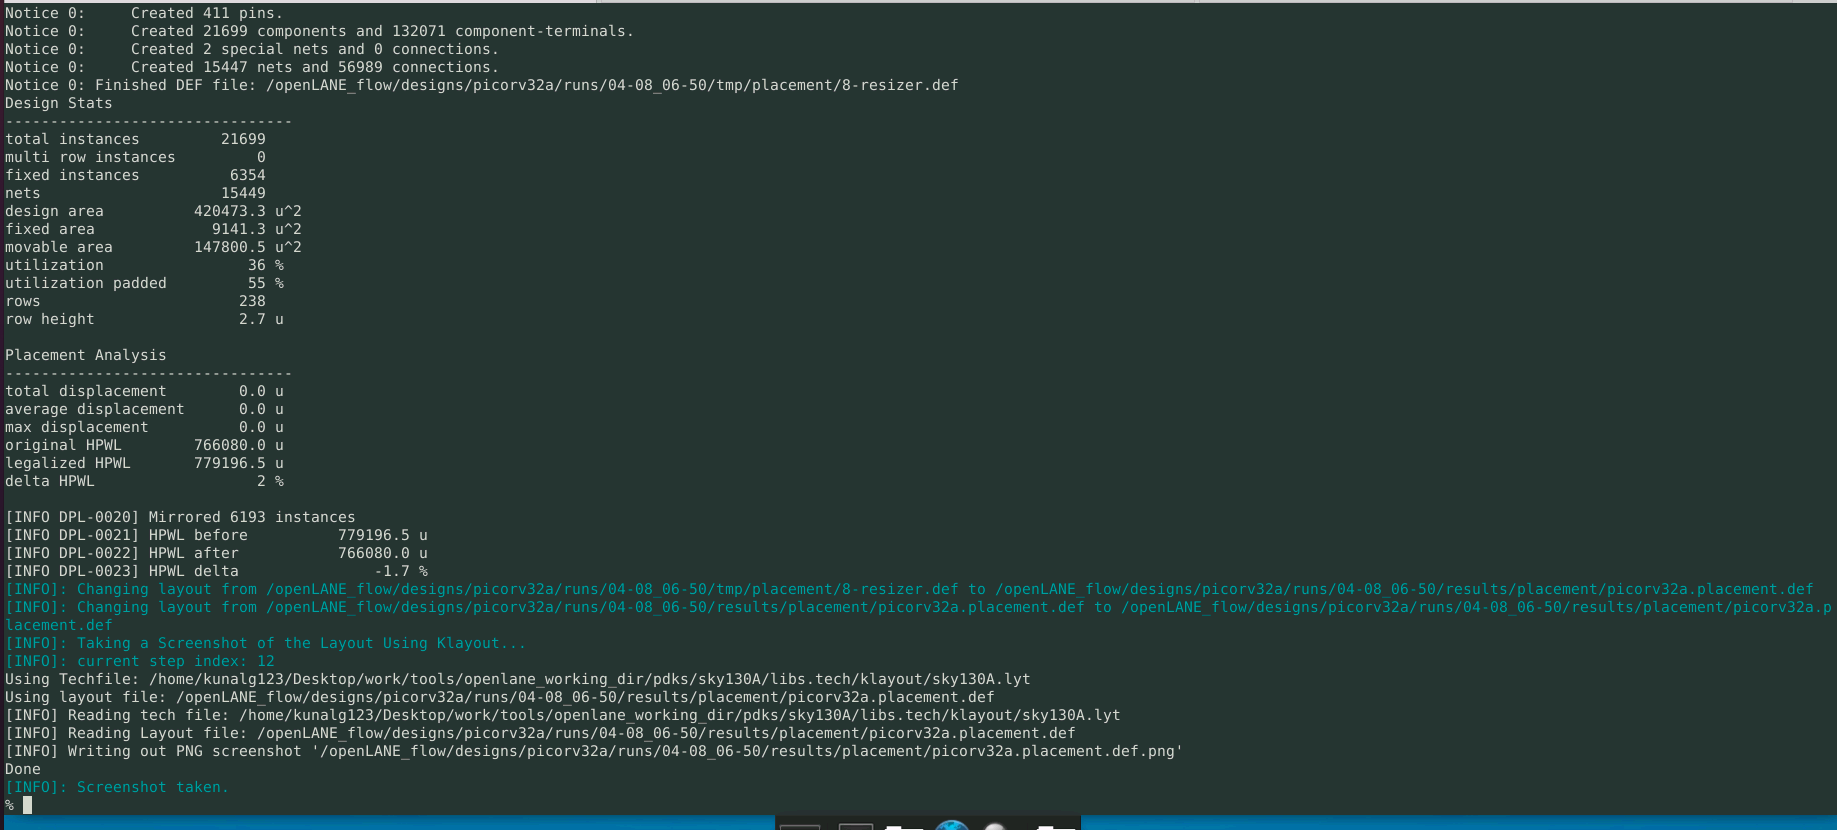 Notice 0:     Created 411 pins.
Notice 0:     Created 21699 components and 132071 component-terminals.
Notice 0:     Created 2 special nets and 0 connections.
Notice 0:     Created 15447 nets and 56989 connections.
Notice 0: Finished DEF file: /openLANE_flow/designs/picorv32a/runs/04-08_06-50/tmp/placement/8-resizer.def
Design Stats
--------------------------------
total instances         21699
multi row instances         0
fixed instances          6354
nets                    15449
design area          420473.3 u^2
fixed area             9141.3 u^2
movable area         147800.5 u^2
utilization                36 %
utilization padded         55 %
rows                      238
row height                2.7 u

Placement Analysis
--------------------------------
total displacement        0.0 u
average displacement      0.0 u
max displacement          0.0 u
original HPWL        766080.0 u
legalized HPWL       779196.5 u
delta HPWL                  2 %

[INFO DPL-0020] Mirrored 6193 instances
[INFO DPL-0021] HPWL before          779196.5 u
[INFO DPL-0022] HPWL after           766080.0 u
[INFO DPL-0023] HPWL delta               -1.7 %
[INFO]: Changing layout from /openLANE_flow/designs/picorv32a/runs/04-08_06-50/tmp/placement/8-resizer.def to /openLANE_flow/designs/picorv32a/runs/04-08_06-50/results/placement/picorv32a.placement.def
[INFO]: Changing layout from /openLANE_flow/designs/picorv32a/runs/04-08_06-50/results/placement/picorv32a.placement.def to /openLANE_flow/designs/picorv32a/runs/04-08_06-50/results/placement/picorv32a.p
lacement.def
[INFO]: Taking a Screenshot of the Layout Using Klayout...
[INFO]: current step index: 12
Using Techfile: /home/kunalg123/Desktop/work/tools/openlane_working_dir/pdks/sky130A/libs.tech/klayout/sky130A.lyt
Using layout file: /openLANE_flow/designs/picorv32a/runs/04-08_06-50/results/placement/picorv32a.placement.def
[INFO] Reading tech file: /home/kunalg123/Desktop/work/tools/openlane_working_dir/pdks/sky130A/libs.tech/klayout/sky130A.lyt
[INFO] Reading Layout file: /openLANE_flow/designs/picorv32a/runs/04-08_06-50/results/placement/picorv32a.placement.def
[INFO] Writing out PNG screenshot '/openLANE_flow/designs/picorv32a/runs/04-08_06-50/results/placement/picorv32a.placement.def.png'
Done
[INFO]: Screenshot taken.
%